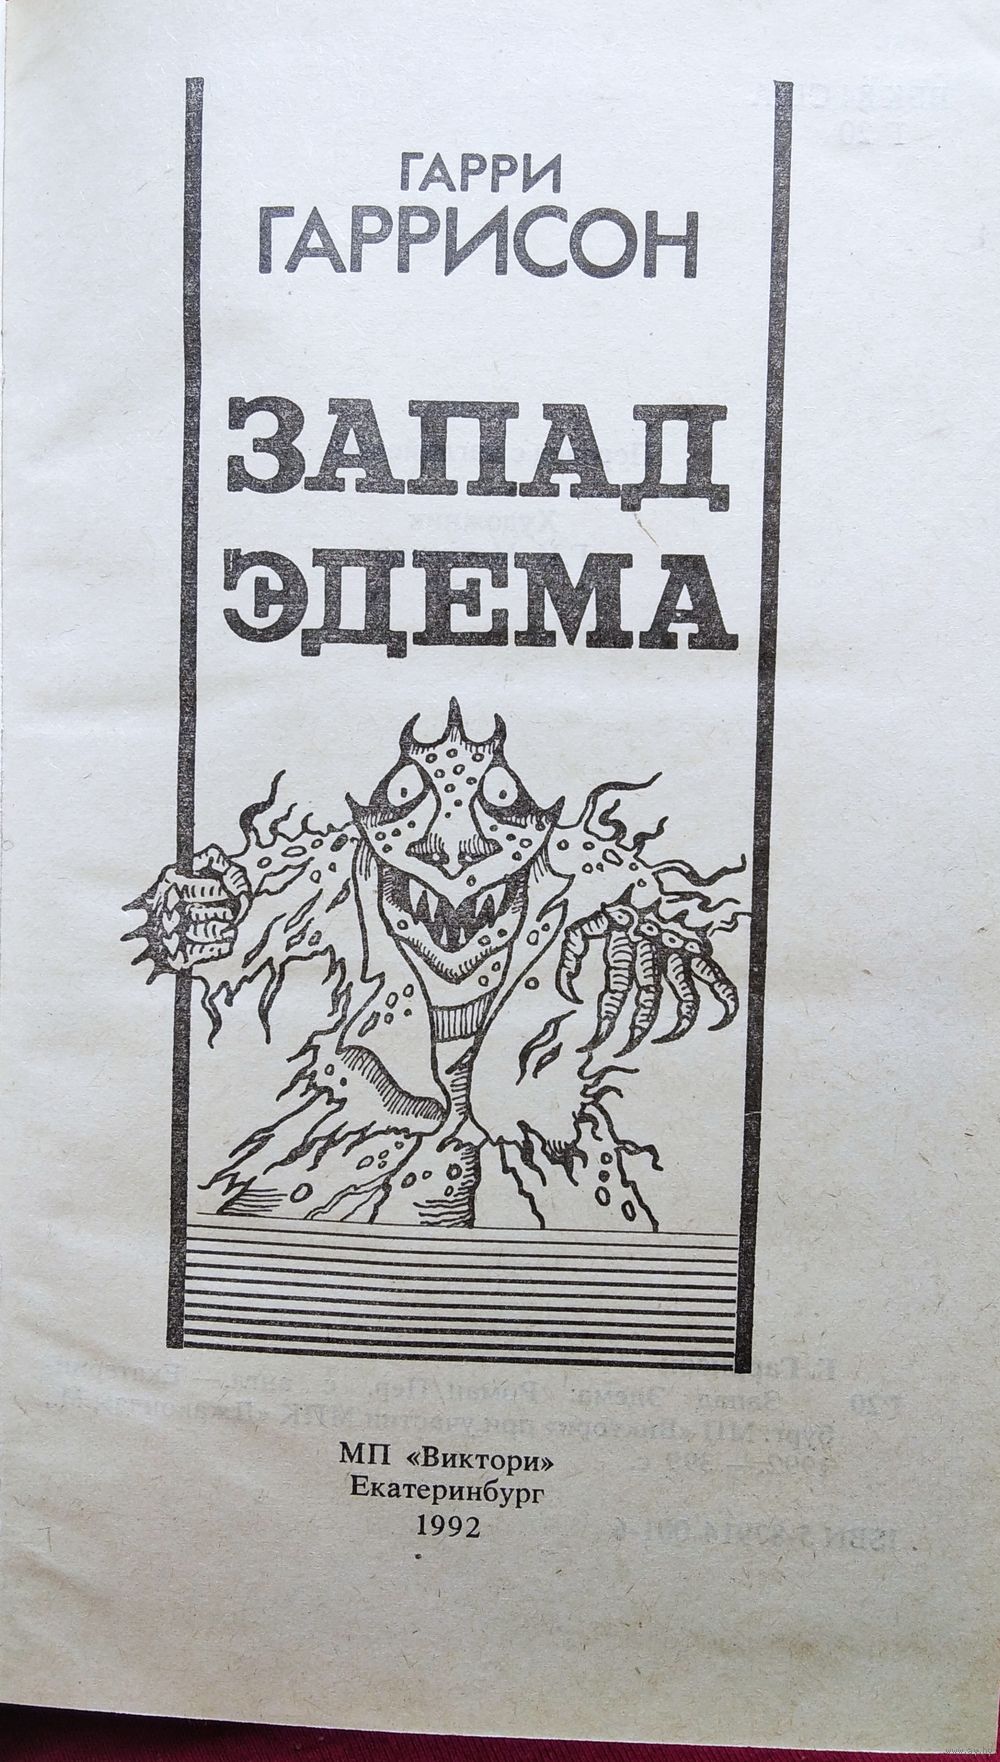 ГАРРИ
ГАРРИСОН
ЗАПАД
ЭДЕМА
МП «Виктори»
Екатеринбург
1992